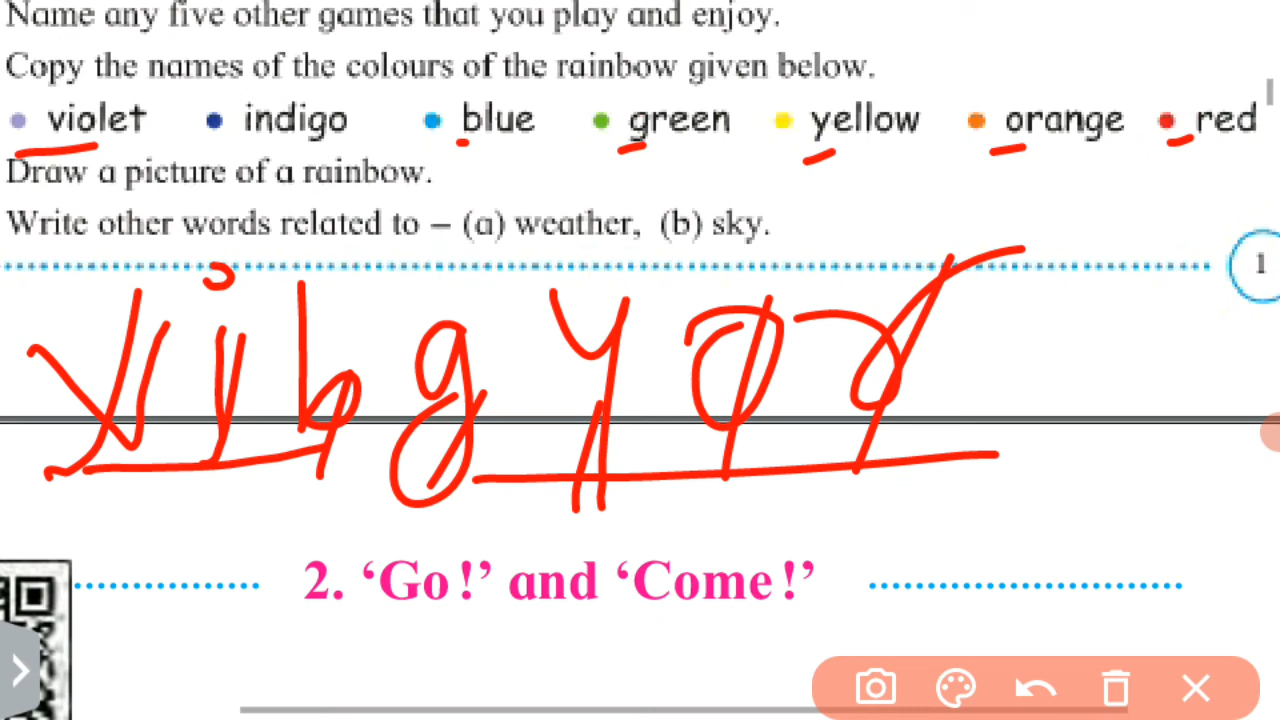 Name any five other games that you play and enjoy.
Copy the names of the colours of the rainbow given below.
• violet • indigo • blue • green • yellow • orange • red
Draw a picture of a rainbow.
Write other words related to – (a) weather, (b) sky.
1
vibgyor
2. ‘Go!’ and ‘Come!’